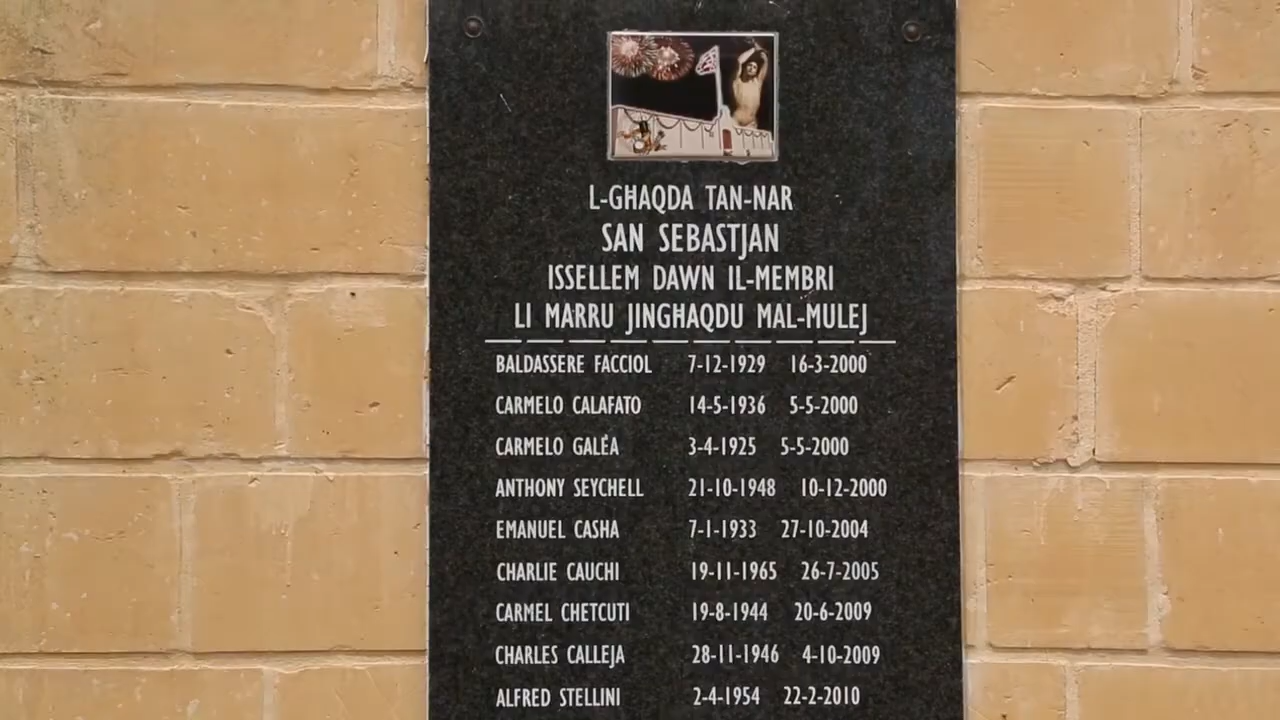 L-GHAQDA TAN-NAR
SAN SEBASTJAN
ISSELLEM DAWN IL-MEMBRI
LI MARRU JINGHAQDU MAL-MULEJ
BALDASSERE FACCIOL 7-12-1929 16-3-2000
CARMELO CALAFATO 14-5-1936 5-5-2000
CARMELO GALEA 3-4-1925 5-5-2000
ANTHONY SEYCHELL 21-10-1948 10-12-2000
EMANUEL CASHA 7-1-1933 27-10-2004
CHARLIE CAUCHI 19-11-1965 26-7-2005
CARMEL CHETCUTI 19-8-1944 20-6-2009
CHARLES CALLEJA 28-11-1946 4-10-2009
ALFRED STELLINI 2-4-1954 22-2-2010